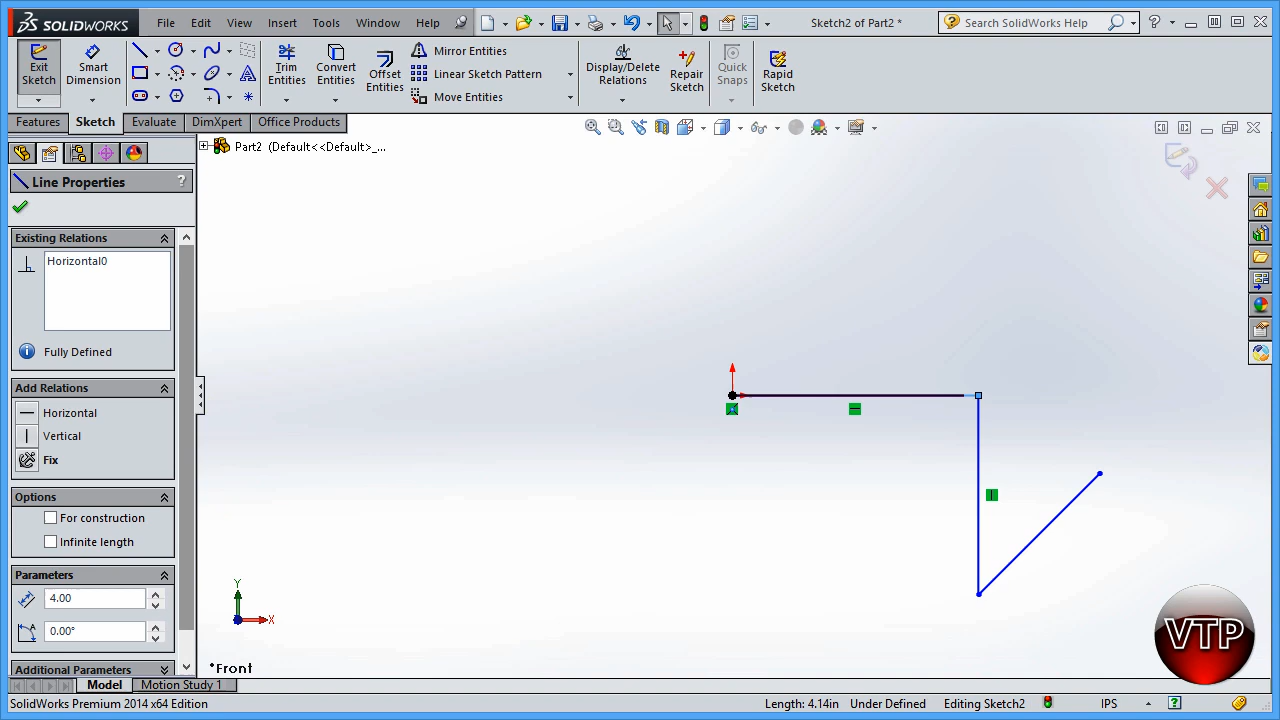 SOLIDWORKS File Edit View Insert Tools Window Help Sketch2 of Part2 * Search SolidWorks Help
Exit Sketch
Smart Dimension
Trim Entities
Convert Entities
Offset Entities
Mirror Entities
Linear Sketch Pattern
Move Entities
Display/Delete Relations
Repair Sketch
Quick Snaps
Rapid Sketch
Features Sketch Evaluate DimXpert Office Products
Part2 (Default<<Default>_...
Line Properties ?
Existing Relations
Horizontal0
Fully Defined
Add Relations
Horizontal
Vertical
Fix
Options
For construction
Infinite length
Parameters
4.00
0.00°
Additional Parameters
Y
X
*Front
VTP
Model Motion Study 1
SolidWorks Premium 2014 x64 Edition Length: 4.14in Under Defined Editing Sketch2 IPS